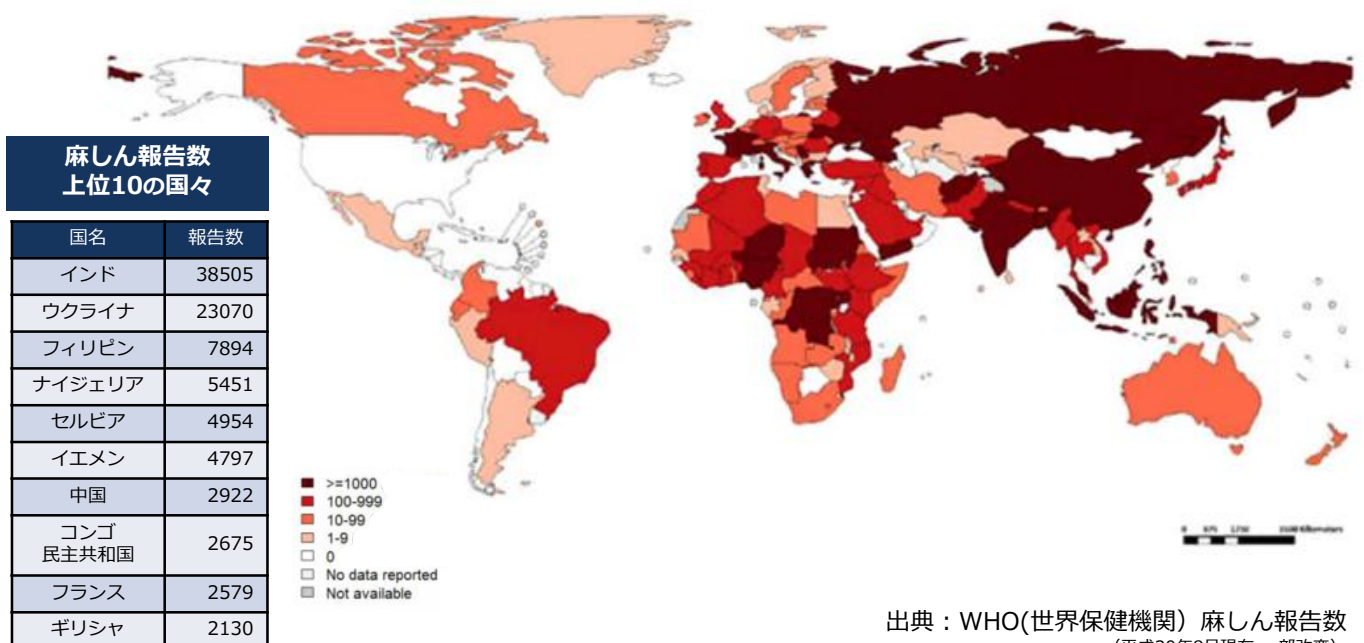 麻しん報告数
上位10の国々
国名 報告数
インド 38505
ウクライナ 23070
フィリピン 7894
ナイジェリア 5451
セルビア 4954
イエメン 4797
中国 2922
コンゴ
民主共和国 2675
フランス 2579
ギリシャ 2130
>=1000
100-999
10-99
1-9
0
No data reported
Not available
Kilometers
出典：WHO(世界保健機関）麻しん報告数